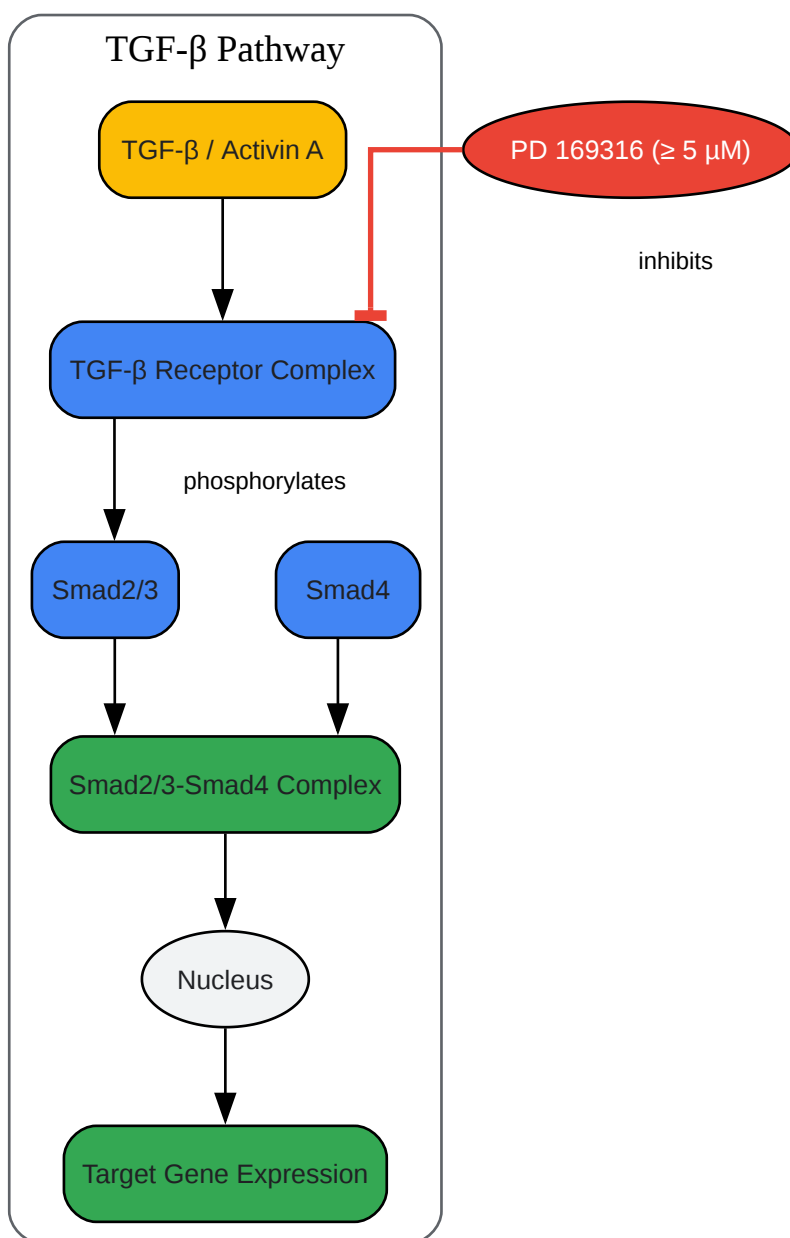 TGF-β Pathway
TGF-β / Activin A
PD 169316 (≥ 5 µM)
inhibits
TGF-β Receptor Complex
phosphorylates
Smad2/3
Smad4
Smad2/3-Smad4 Complex
Nucleus
Target Gene Expression